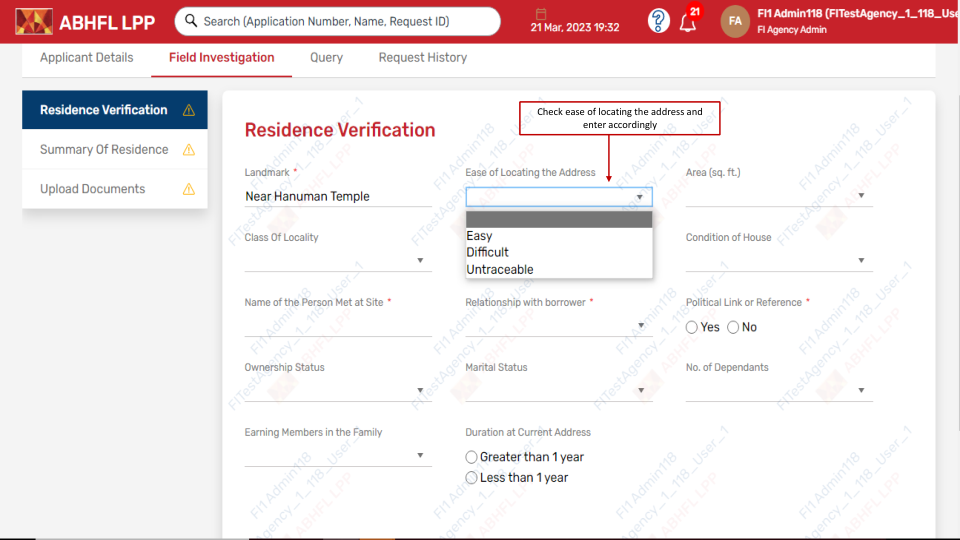 ABHFL LPP
Search (Application Number, Name, Request ID)
21 Mar, 2023 19:32
21
FA
FI1 Admin118 (FITestAgency_1_118_Use
FI Agency Admin
Applicant Details
Field Investigation
Query
Request History
Residence Verification
Summary Of Residence
Upload Documents
Residence Verification
Check ease of locating the address and
enter accordingly
Landmark *
Near Hanuman Temple
Ease of Locating the Address
Easy
Difficult
Untraceable
Area (sq. ft.)
Class Of Locality
Condition of House
Name of the Person Met at Site *
Relationship with borrower *
Political Link or Reference *
Yes
No
Ownership Status
Marital Status
No. of Dependants
Earning Members in the Family
Duration at Current Address
Greater than 1 year
Less than 1 year